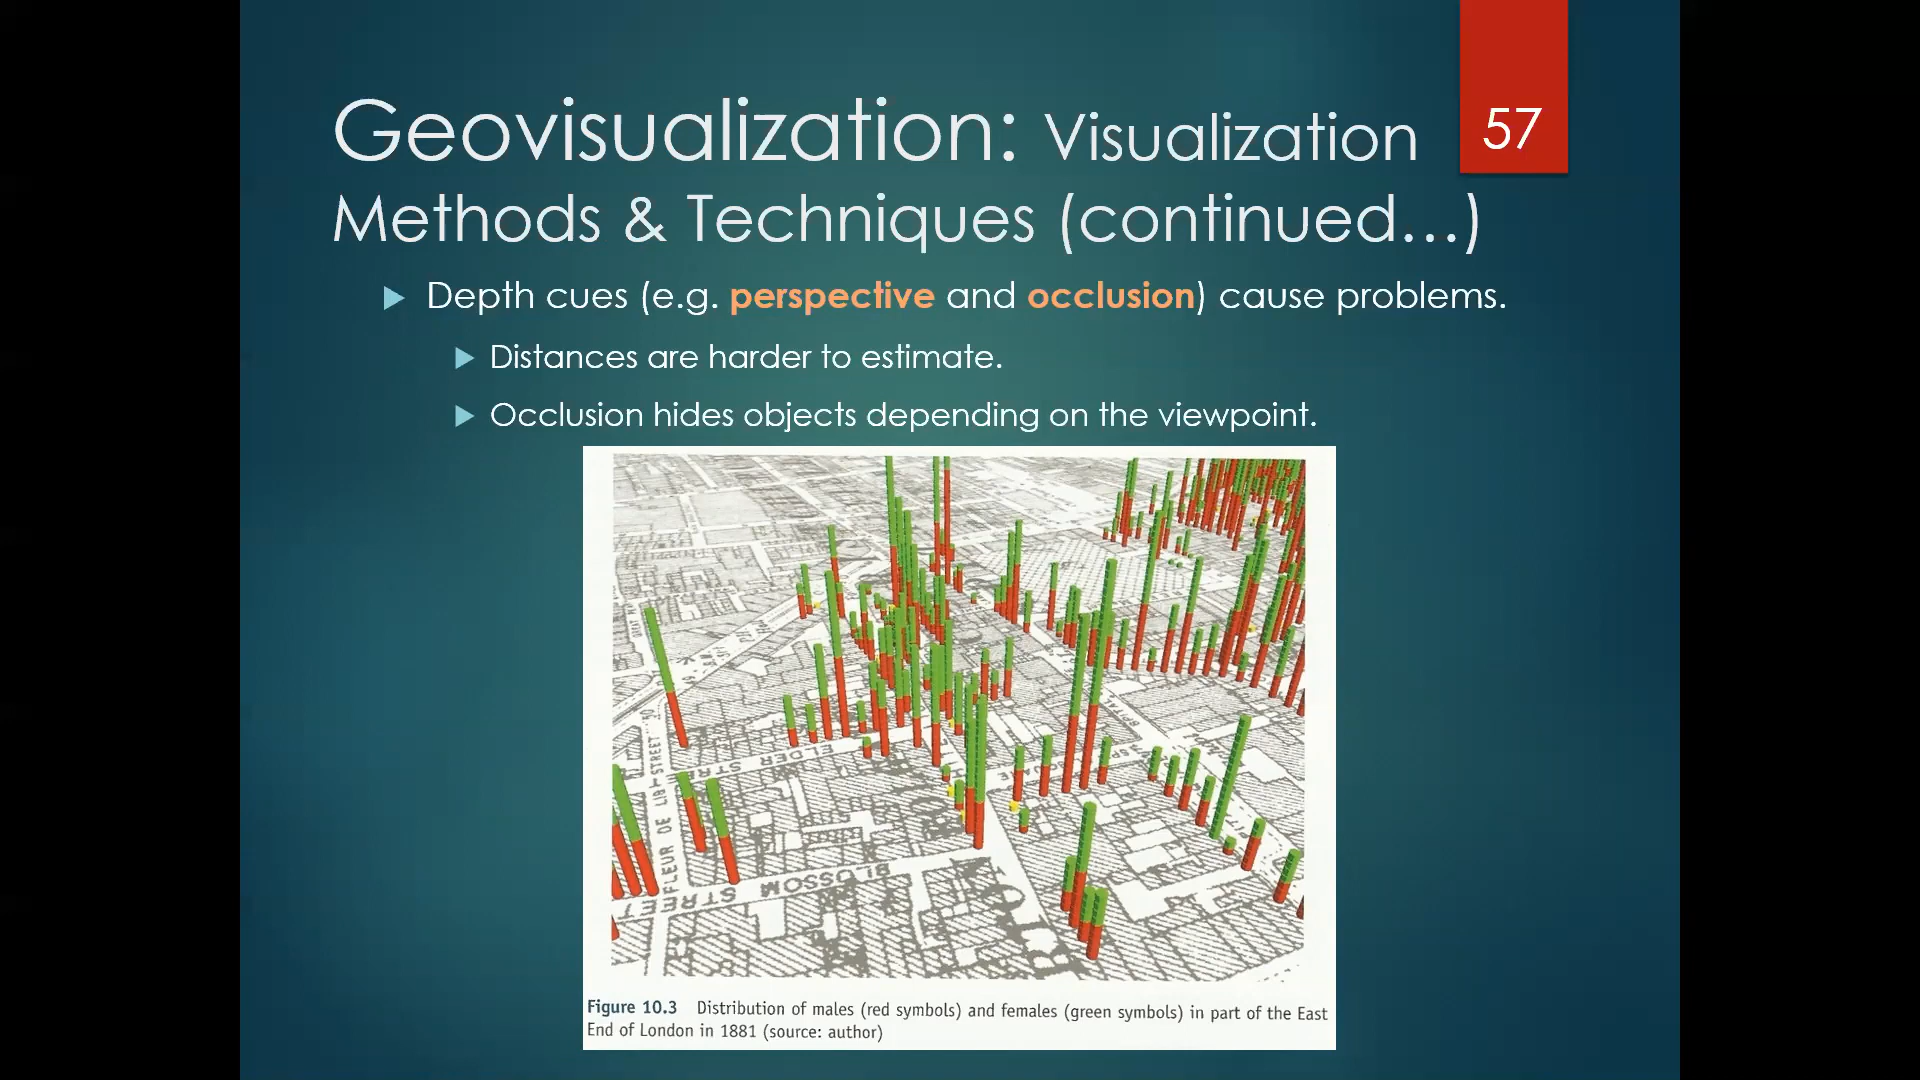 Geovisualization: Visualization
57
Methods & Techniques (continued...)
Depth cues (e.g. perspective and occlusion) cause problems.
Distances are harder to estimate.
Occlusion hides objects depending on the viewpoint.
ELDER STRE
FLEUR DE LIS STREET
BLOSSOM
STREET
Figure 10.3 Distribution of males (red symbols) and females (green symbols) in part of the East
End of London in 1881 (source: author)